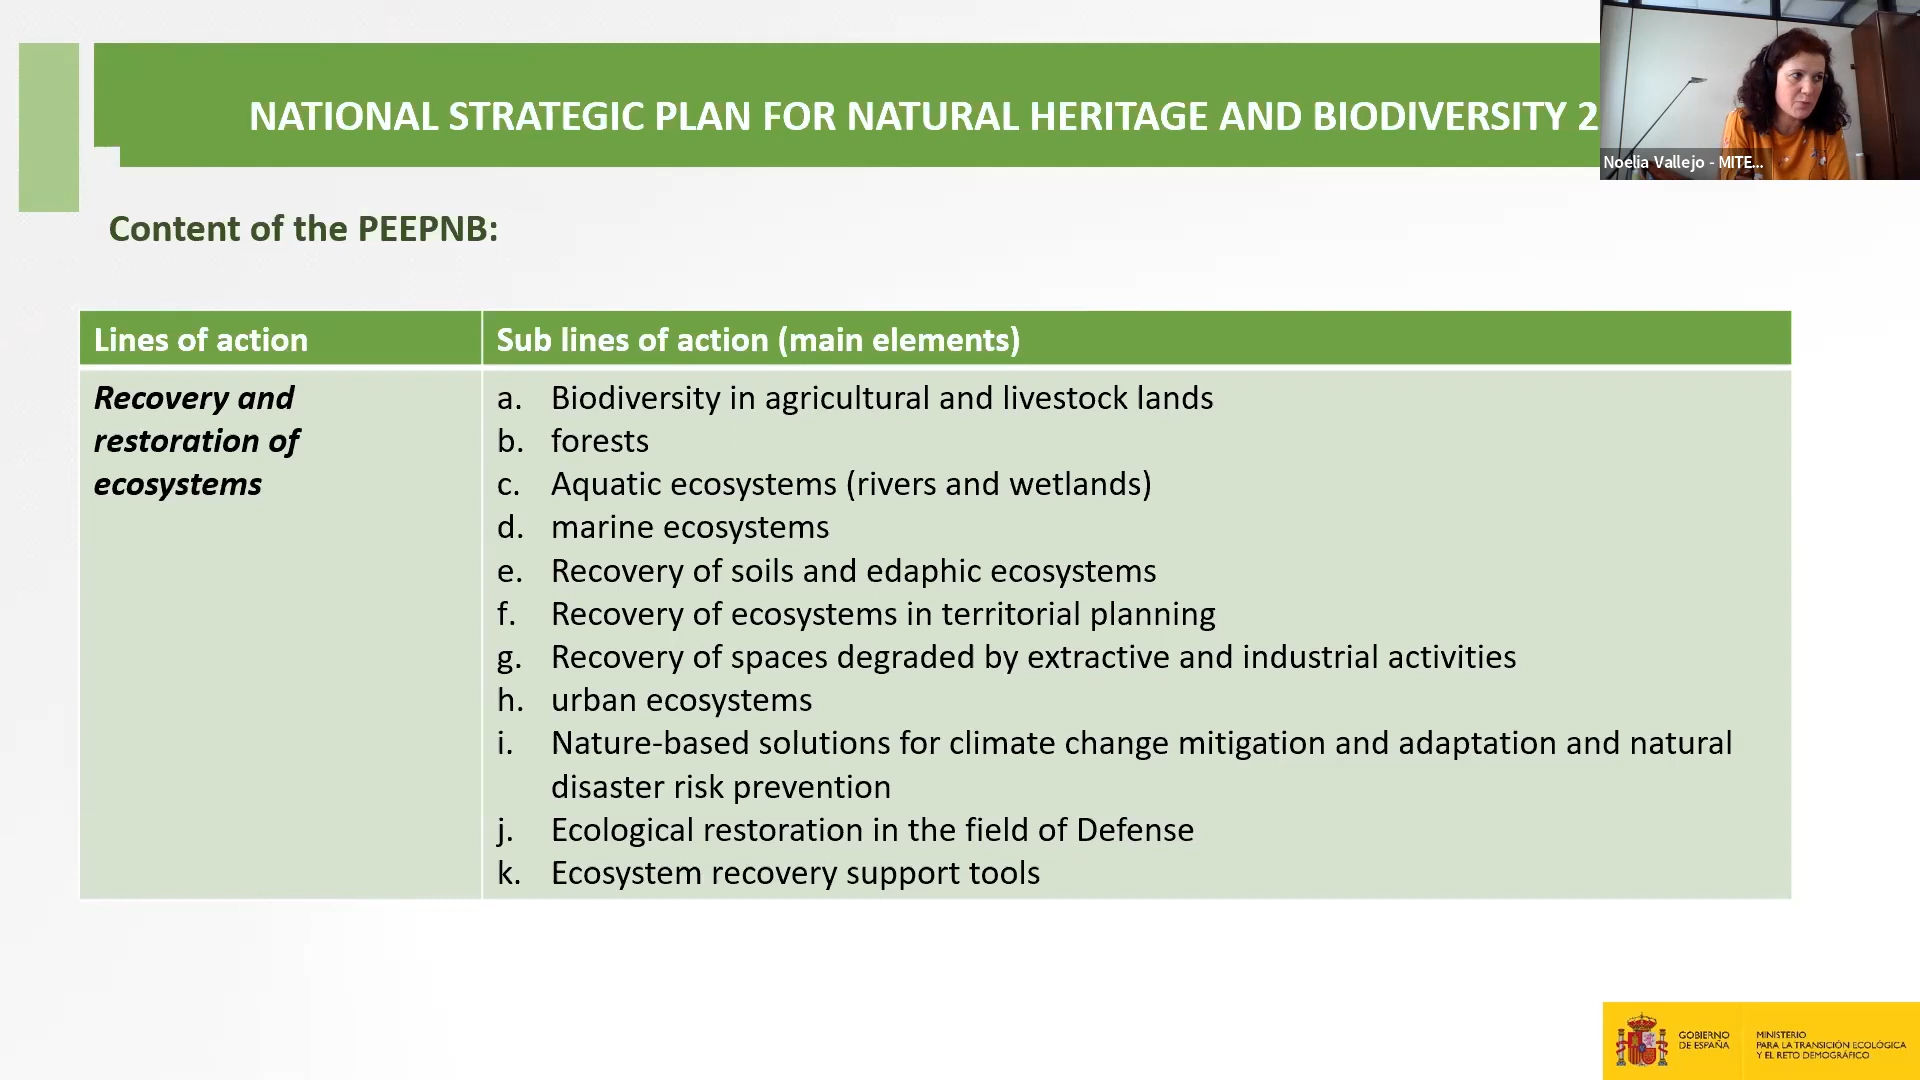 NATIONAL STRATEGIC PLAN FOR NATURAL HERITAGE AND BIODIVERSITY 2
Noelia Vallejo - MITE...
Content of the PEEPNB:
Lines of action
Sub lines of action (main elements)
Recovery and
restoration of
ecosystems
a. Biodiversity in agricultural and livestock lands
b. forests
c. Aquatic ecosystems (rivers and wetlands)
d. marine ecosystems
e. Recovery of soils and edaphic ecosystems
f. Recovery of ecosystems in territorial planning
g. Recovery of spaces degraded by extractive and industrial activities
h. urban ecosystems
i. Nature-based solutions for climate change mitigation and adaptation and natural
disaster risk prevention
j. Ecological restoration in the field of Defense
k. Ecosystem recovery support tools
GOBIERNO
DE ESPAÑA
MINISTERIO
PARA LA TRANSICIÓN ECOLÓGICA
Y EL RETO DEMOGRÁFICO